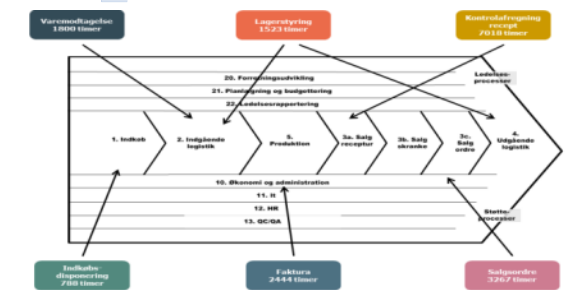 Varemodtagelse
1800 timer
Lagerstyring
1523 timer
Kontrolafregning
recept
7018 timer
Ledelses-
processer
20. Forretningsudvikling
21. Planlægning og budgettering
22. Ledelsesrapportering
1. Indkøb
2. Indgående
logistik
5.
Produktion
3a. Salg
receptur
3b. Salg
skranke
3c.
Salg
ordre
4.
Udgående
logistik
10. Økonomi og administration
11. It
12. HR
13. QC/QA
Støtte-
processer
Indkøbs-
disponering
788 timer
Faktura
2444 timer
Salgsordre
3267 timer